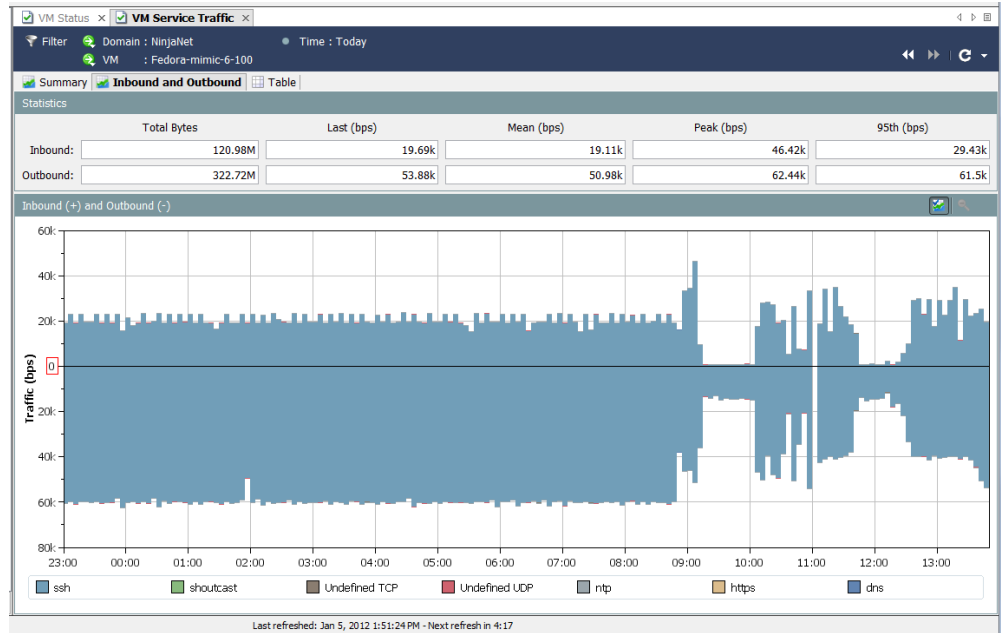 VM Status VM Service Traffic
Filter Domain : NinjaNet Time : Today
VM : Fedora-mimic-6-100
Summary Inbound and Outbound Table
Statistics
Total Bytes Last (bps) Mean (bps) Peak (bps) 95th (bps)
Inbound: 120.98M 19.69k 19.11k 46.42k 29.43k
Outbound: 322.72M 53.88k 50.98k 62.44k 61.5k
Inbound (+) and Outbound (-)
Traffic (bps)
60k
40k
20k
0
20k
40k
60k
80k
23:00 00:00 01:00 02:00 03:00 04:00 05:00 06:00 07:00 08:00 09:00 10:00 11:00 12:00 13:00
ssh shoutcast Undefined TCP Undefined UDP ntp https dns
Last refreshed: Jan 5, 2012 1:51:24 PM - Next refresh in 4:17